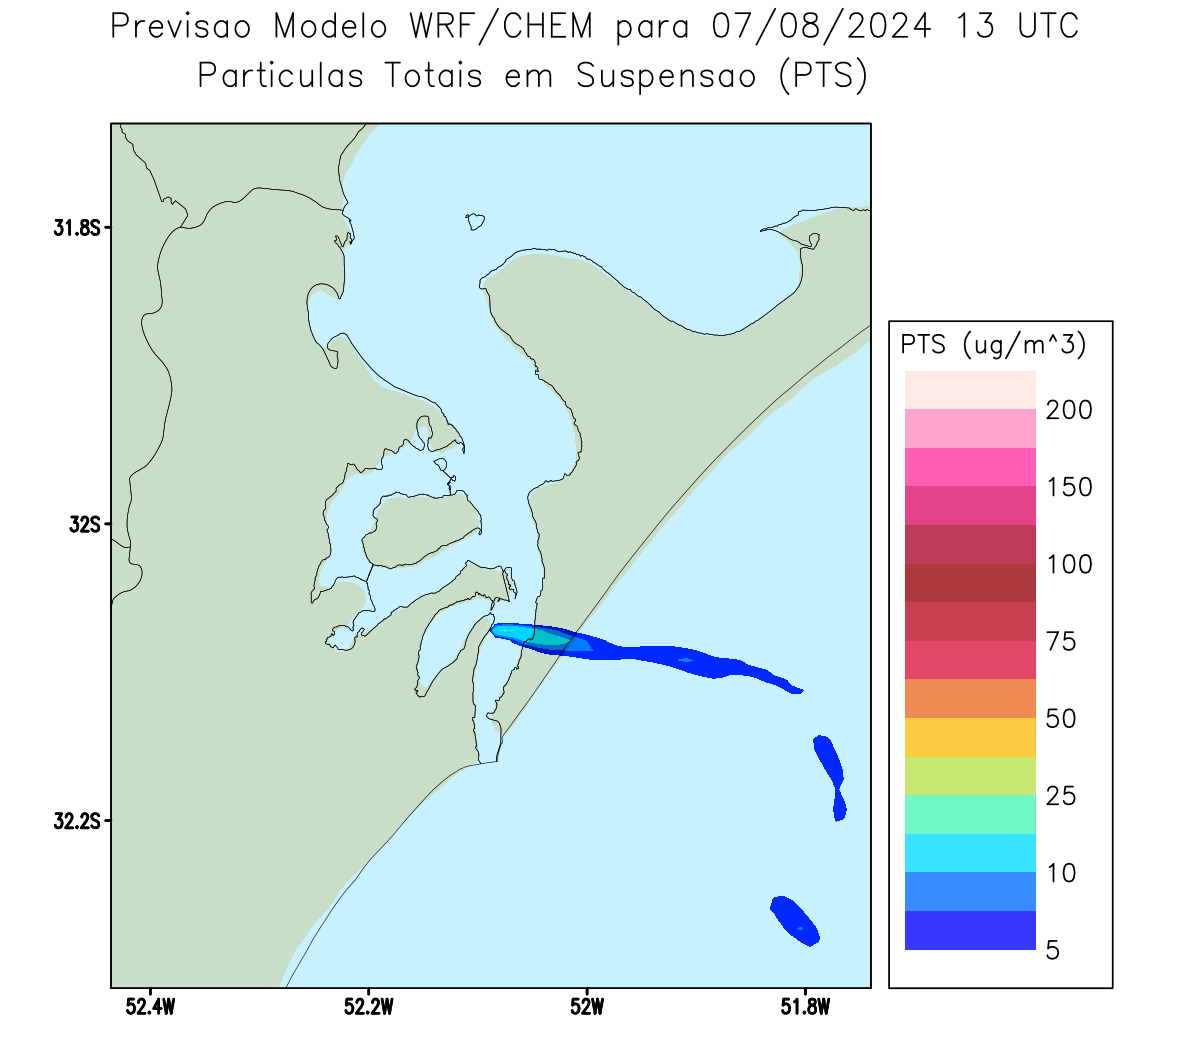 Previsao Modelo WRF/CHEM para 07/08/2024 13 UTC
Particulas Totais em Suspensao (PTS)
31.8S
32S
32.2S
52.4W
52.2W
52W
51.8W
PTS (ug/m^3)
200
150
100
75
50
25
10
5